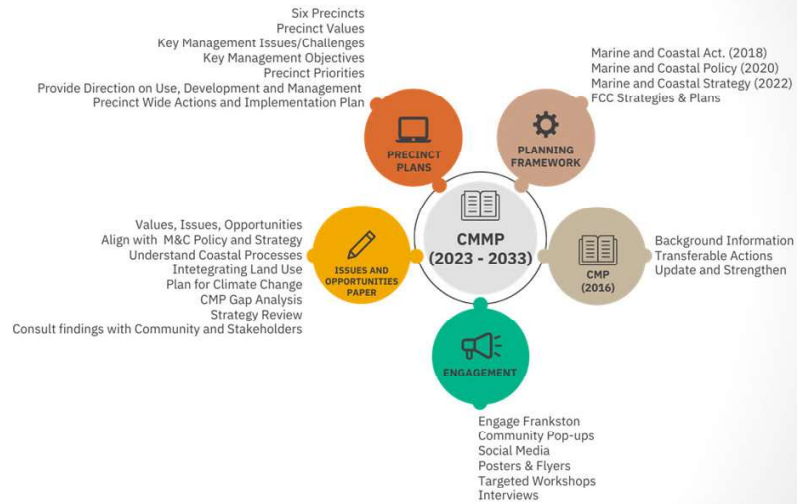 Six Precincts
Precinct Values
Key Management Issues/Challenges
Key Management Objectives
Precinct Priorities
Provide Direction on Use, Development and Management
Precinct Wide Actions and Implementation Plan
PRECINCT
PLANS
Marine and Coastal Act. (2018)
Marine and Coastal Policy (2020)
Marine and Coastal Strategy (2022)
FCC Strategies & Plans
PLANNING
FRAMEWORK
CMMP
(2023 - 2033)
Values, Issues, Opportunities
Align with M&C Policy and Strategy
Understand Coastal Processes
Intetegrating Land Use
Plan for Climate Change
CMP Gap Analysis
Strategy Review
Consult findings with Community and Stakeholders
ISSUES AND
OPPORTUNITIES
PAPER
CMP
(2016)
Background Information
Transferable Actions
Update and Strengthen
ENGAGEMENT
Engage Frankston
Community Pop-ups
Social Media
Posters & Flyers
Targeted Workshops
Interviews